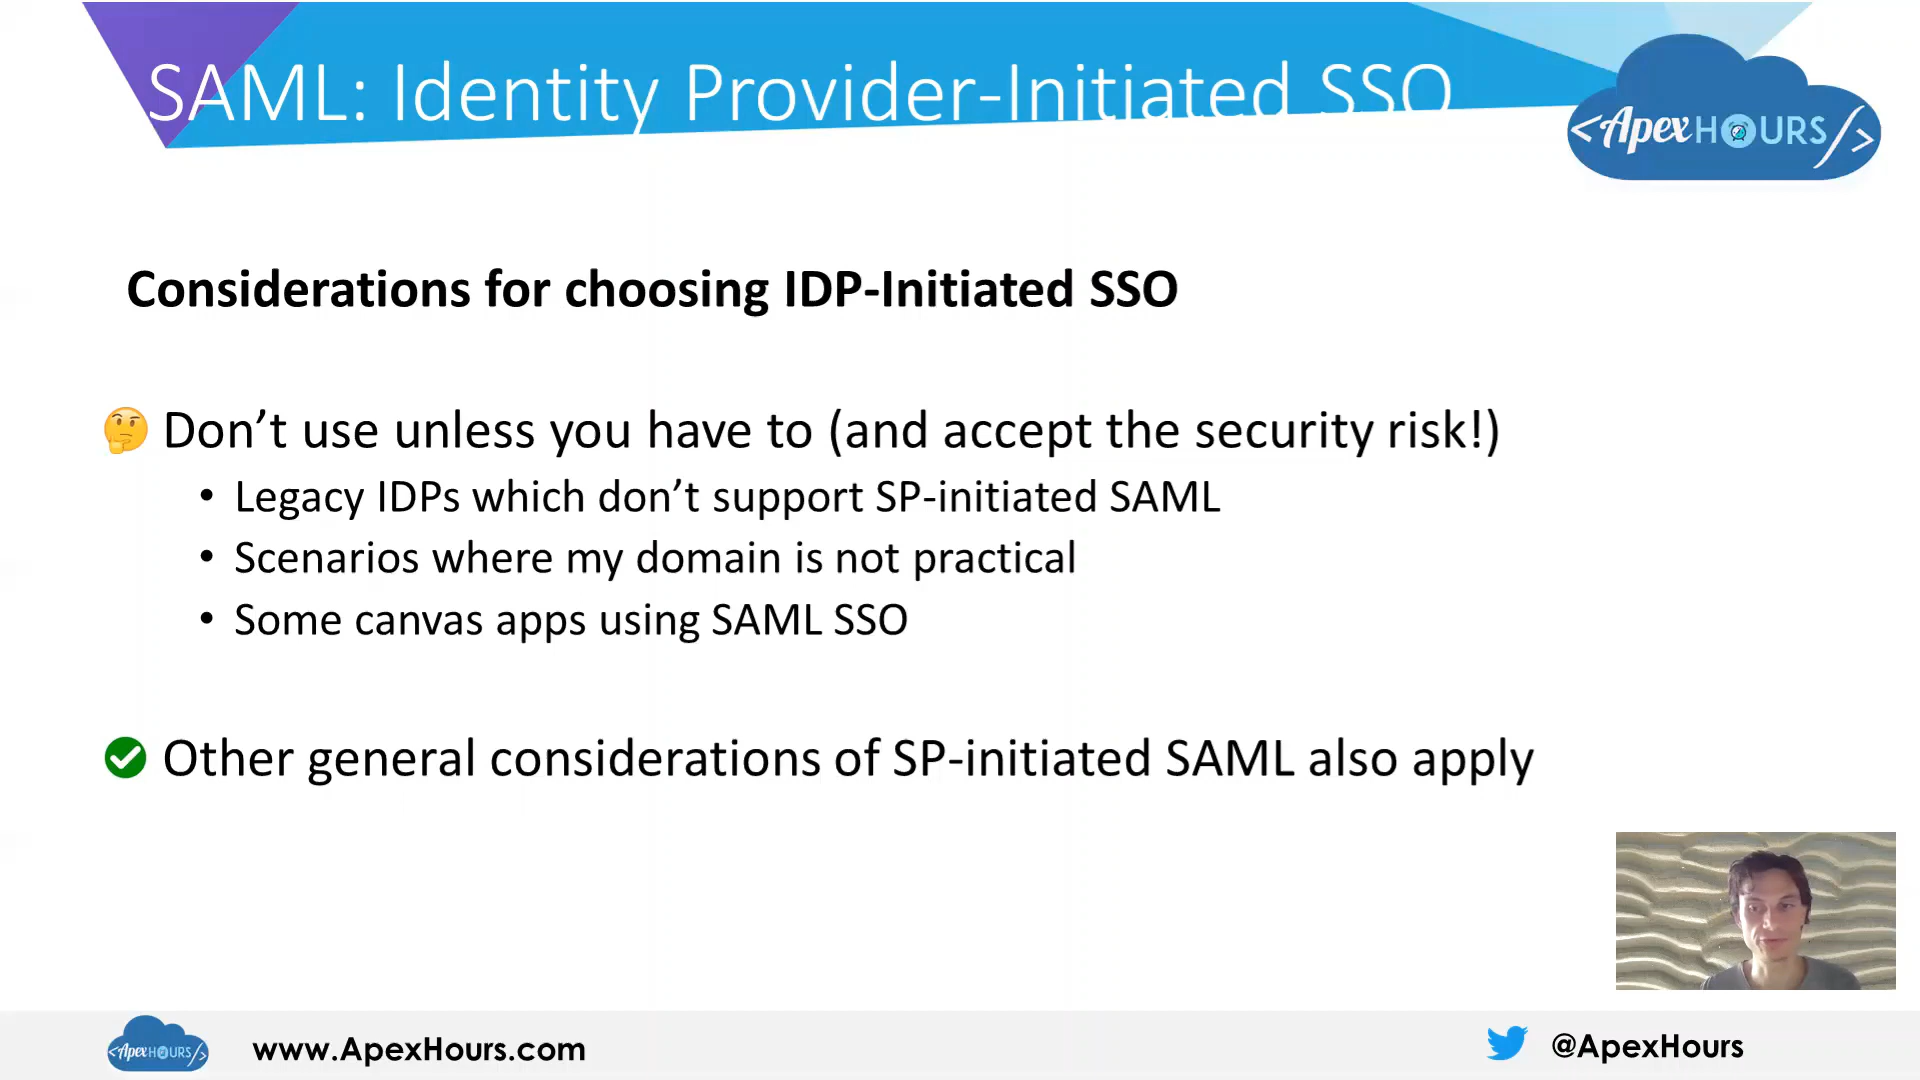 SAML: Identity Provider-Initiated SSO
<ApexHOURS/>
Considerations for choosing IDP-Initiated SSO
Don’t use unless you have to (and accept the security risk!)
• Legacy IDPs which don’t support SP-initiated SAML
• Scenarios where my domain is not practical
• Some canvas apps using SAML SSO
Other general considerations of SP-initiated SAML also apply
<ApexHOURS/>
www.ApexHours.com
@ApexHours